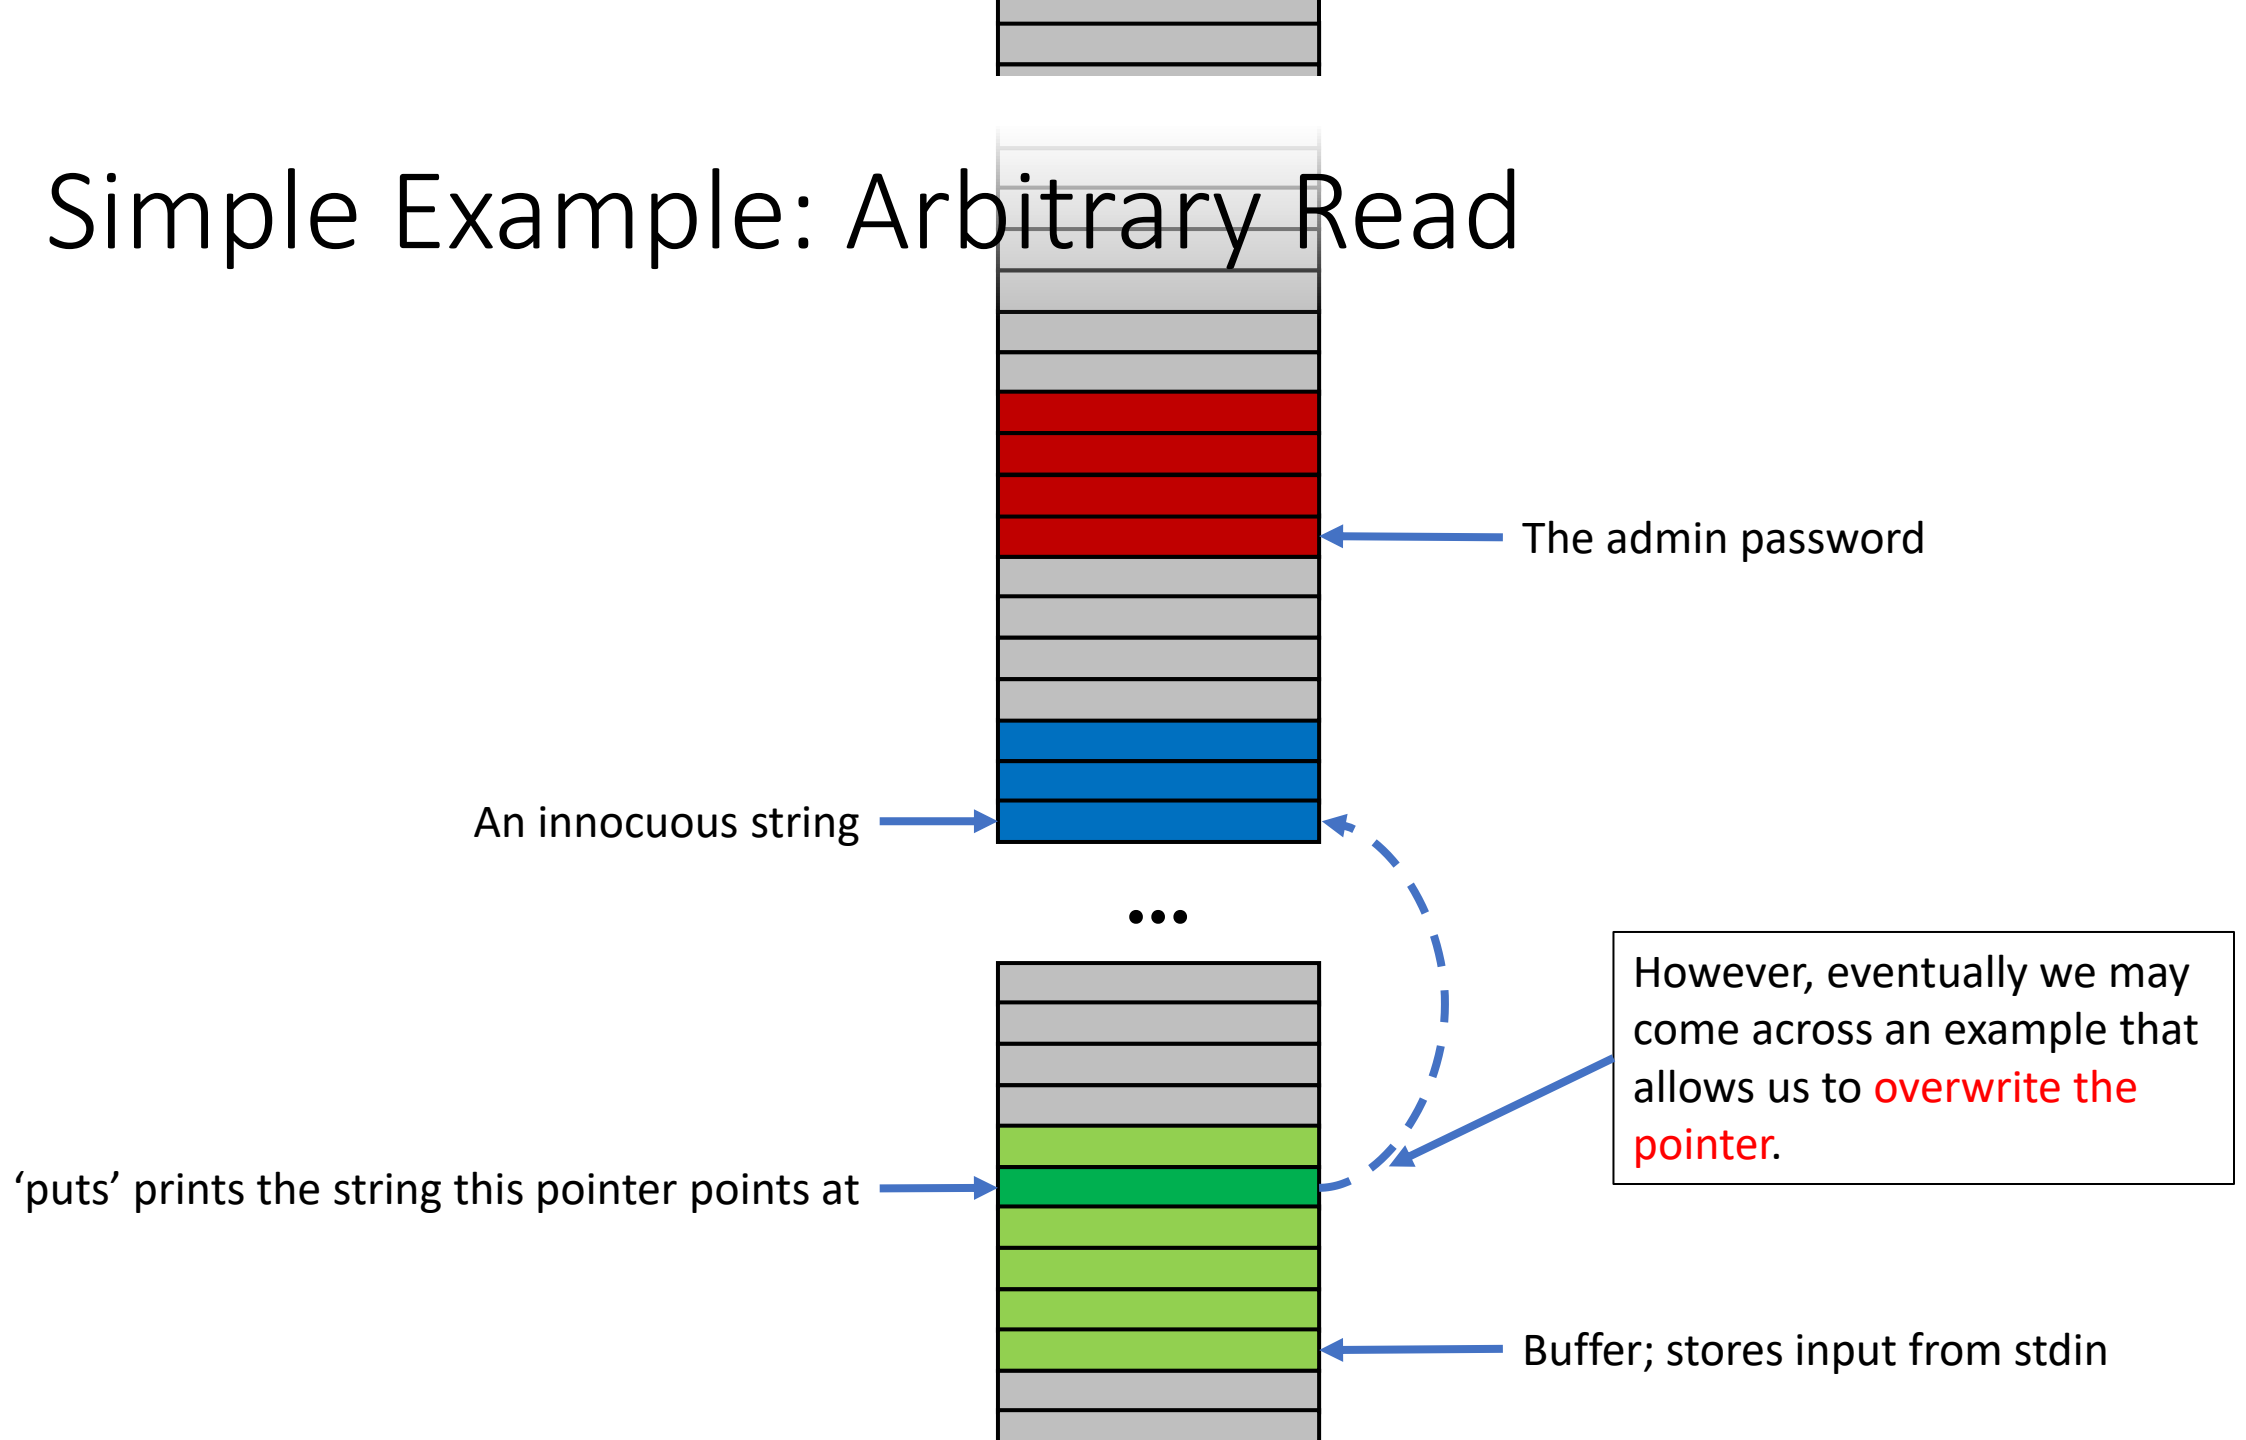 Simple Example: Arbitrary Read
The admin password
An innocuous string
...
However, eventually we may
come across an example that
allows us to overwrite the
pointer.
‘puts’ prints the string this pointer points at
Buffer; stores input from stdin